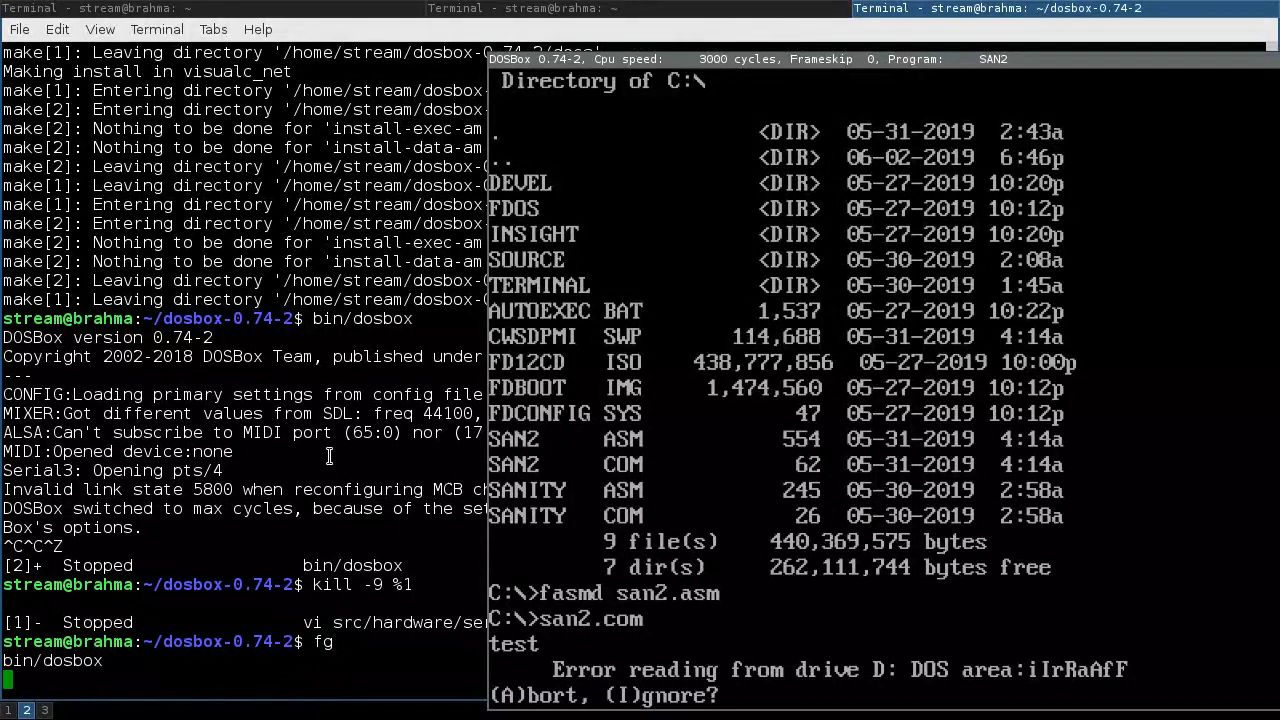 Terminal - stream@brahma: ~
Terminal - stream@brahma: ~
Terminal - stream@brahma: ~/dosbox-0.74-2
File Edit View Terminal Tabs Help
make[1]: Leaving directory '/home/stream/dosbox-0.74-2/docs'
Making install in visualc_net
make[1]: Entering directory '/home/stream/dosbox-
make[2]: Entering directory '/home/stream/dosbox-
make[2]: Nothing to be done for 'install-exec-am
make[2]: Nothing to be done for 'install-data-am
make[2]: Leaving directory '/home/stream/dosbox-0
make[1]: Leaving directory '/home/stream/dosbox-0
make[1]: Entering directory '/home/stream/dosbox-
make[2]: Entering directory '/home/stream/dosbox-
make[2]: Nothing to be done for 'install-exec-am
make[2]: Nothing to be done for 'install-data-am
make[2]: Leaving directory '/home/stream/dosbox-0
make[1]: Leaving directory '/home/stream/dosbox-0
stream@brahma:~/dosbox-0.74-2$ bin/dosbox
DOSBox version 0.74-2
Copyright 2002-2018 DOSBox Team, published under
---
CONFIG:Loading primary settings from config file
MIXER:Got different values from SDL: freq 44100,
ALSA:Can't subscribe to MIDI port (65:0) nor (17
MIDI:Opened device:none
Serial3: Opening pts/4
Invalid link state 5800 when reconfiguring MCB ch
DOSBox switched to max cycles, because of the set
Box's options.
^C^C^Z
[2]+  Stopped                 bin/dosbox
stream@brahma:~/dosbox-0.74-2$ kill -9 %1
[1]-  Stopped                 vi src/hardware/se
stream@brahma:~/dosbox-0.74-2$ fg
bin/dosbox
1 2 3
DOSBox 0.74-2, Cpu speed:     3000 cycles, Frameskip  0, Program:     SAN2
Directory of C:\
.                    <DIR>  05-31-2019  2:43a
..                   <DIR>  06-02-2019  6:46p
DEVEL                <DIR>  05-27-2019 10:20p
FDOS                 <DIR>  05-27-2019 10:12p
INSIGHT              <DIR>  05-27-2019 10:20p
SOURCE               <DIR>  05-30-2019  2:08a
TERMINAL             <DIR>  05-30-2019  1:45a
AUTOEXEC BAT         1,537  05-27-2019 10:22p
CWSDPMI  SWP       114,688  05-31-2019  4:14a
FD12CD   ISO    438,777,856  05-27-2019 10:00p
FDBOOT   IMG     1,474,560  05-27-2019 10:12p
FDCONFIG SYS            47  05-27-2019 10:12p
SAN2     ASM           554  05-31-2019  4:14a
SAN2     COM            62  05-31-2019  4:14a
SANITY   ASM           245  05-30-2019  2:58a
SANITY   COM            26  05-30-2019  2:58a
9 file(s)    440,369,575 bytes
7 dir(s)     262,111,744 bytes free
C:\>fasmd san2.asm
C:\>san2.com
test
Error reading from drive D: DOS area:iIrRaAfF
(A)bort, (I)gnore?